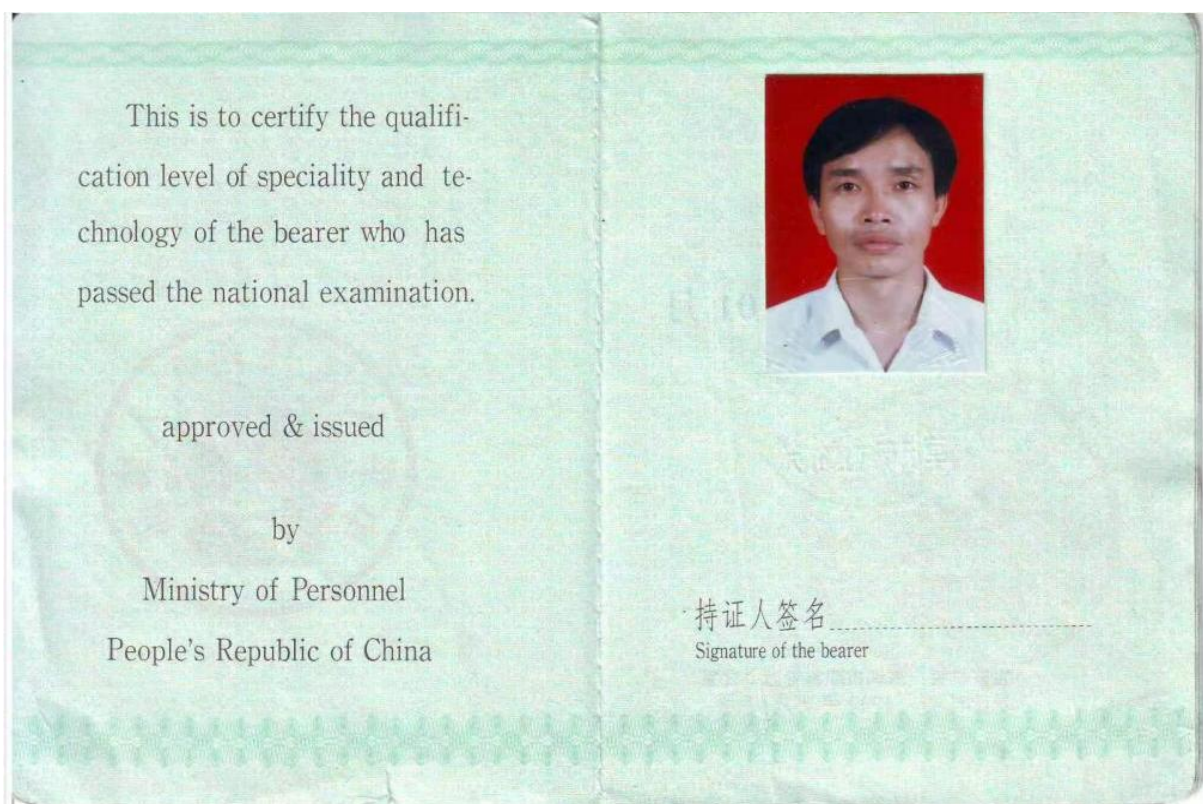 This is to certify the qualifi-
cation level of speciality and te-
chnology of the bearer who has
passed the national examination.
approved & issued
by
Ministry of Personnel
People's Republic of China
持证人签名
Signature of the bearer